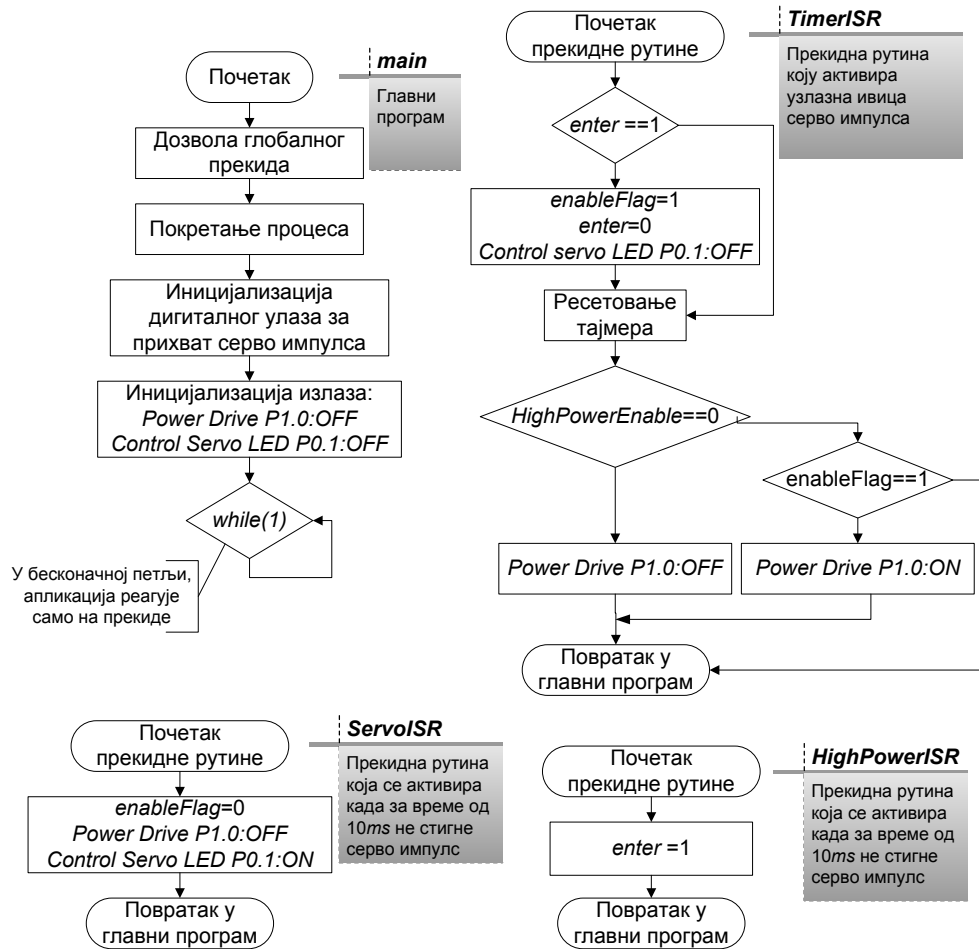 main
Главни
програм
Почетак
Дозвола глобалног
прекида
Покретање процеса
Иницијализација
дигиталног улаза за
прихват серво импулса
Иницијализација излаза:
Power Drive P1.0:OFF
Control Servo LED P0.1:OFF
while(1)
У бесконачној петљи,
апликација реагује
само на прекиде
TimerISR
Прекидна рутина
коју активира
узлазна ивица
серво импулса
Почетак
прекидне рутине
enter ==1
enableFlag=1
enter=0
Control servo LED P0.1:OFF
Ресетовање
тајмера
HighPowerEnable==0
enableFlag==1
Power Drive P1.0:OFF
Power Drive P1.0:ON
Повратак у
главни програм
ServoISR
Прекидна рутина
која се активира
када за време од
10ms не стигне
серво импулс
Почетак
прекидне рутине
enableFlag=0
Power Drive P1.0:OFF
Control Servo LED P0.1:ON
Повратак у
главни програм
HighPowerISR
Прекидна рутина
која се активира
када за време од
10ms не стигне
серво импулс
Почетак
прекидне рутине
enter =1
Повратак у
главни програм